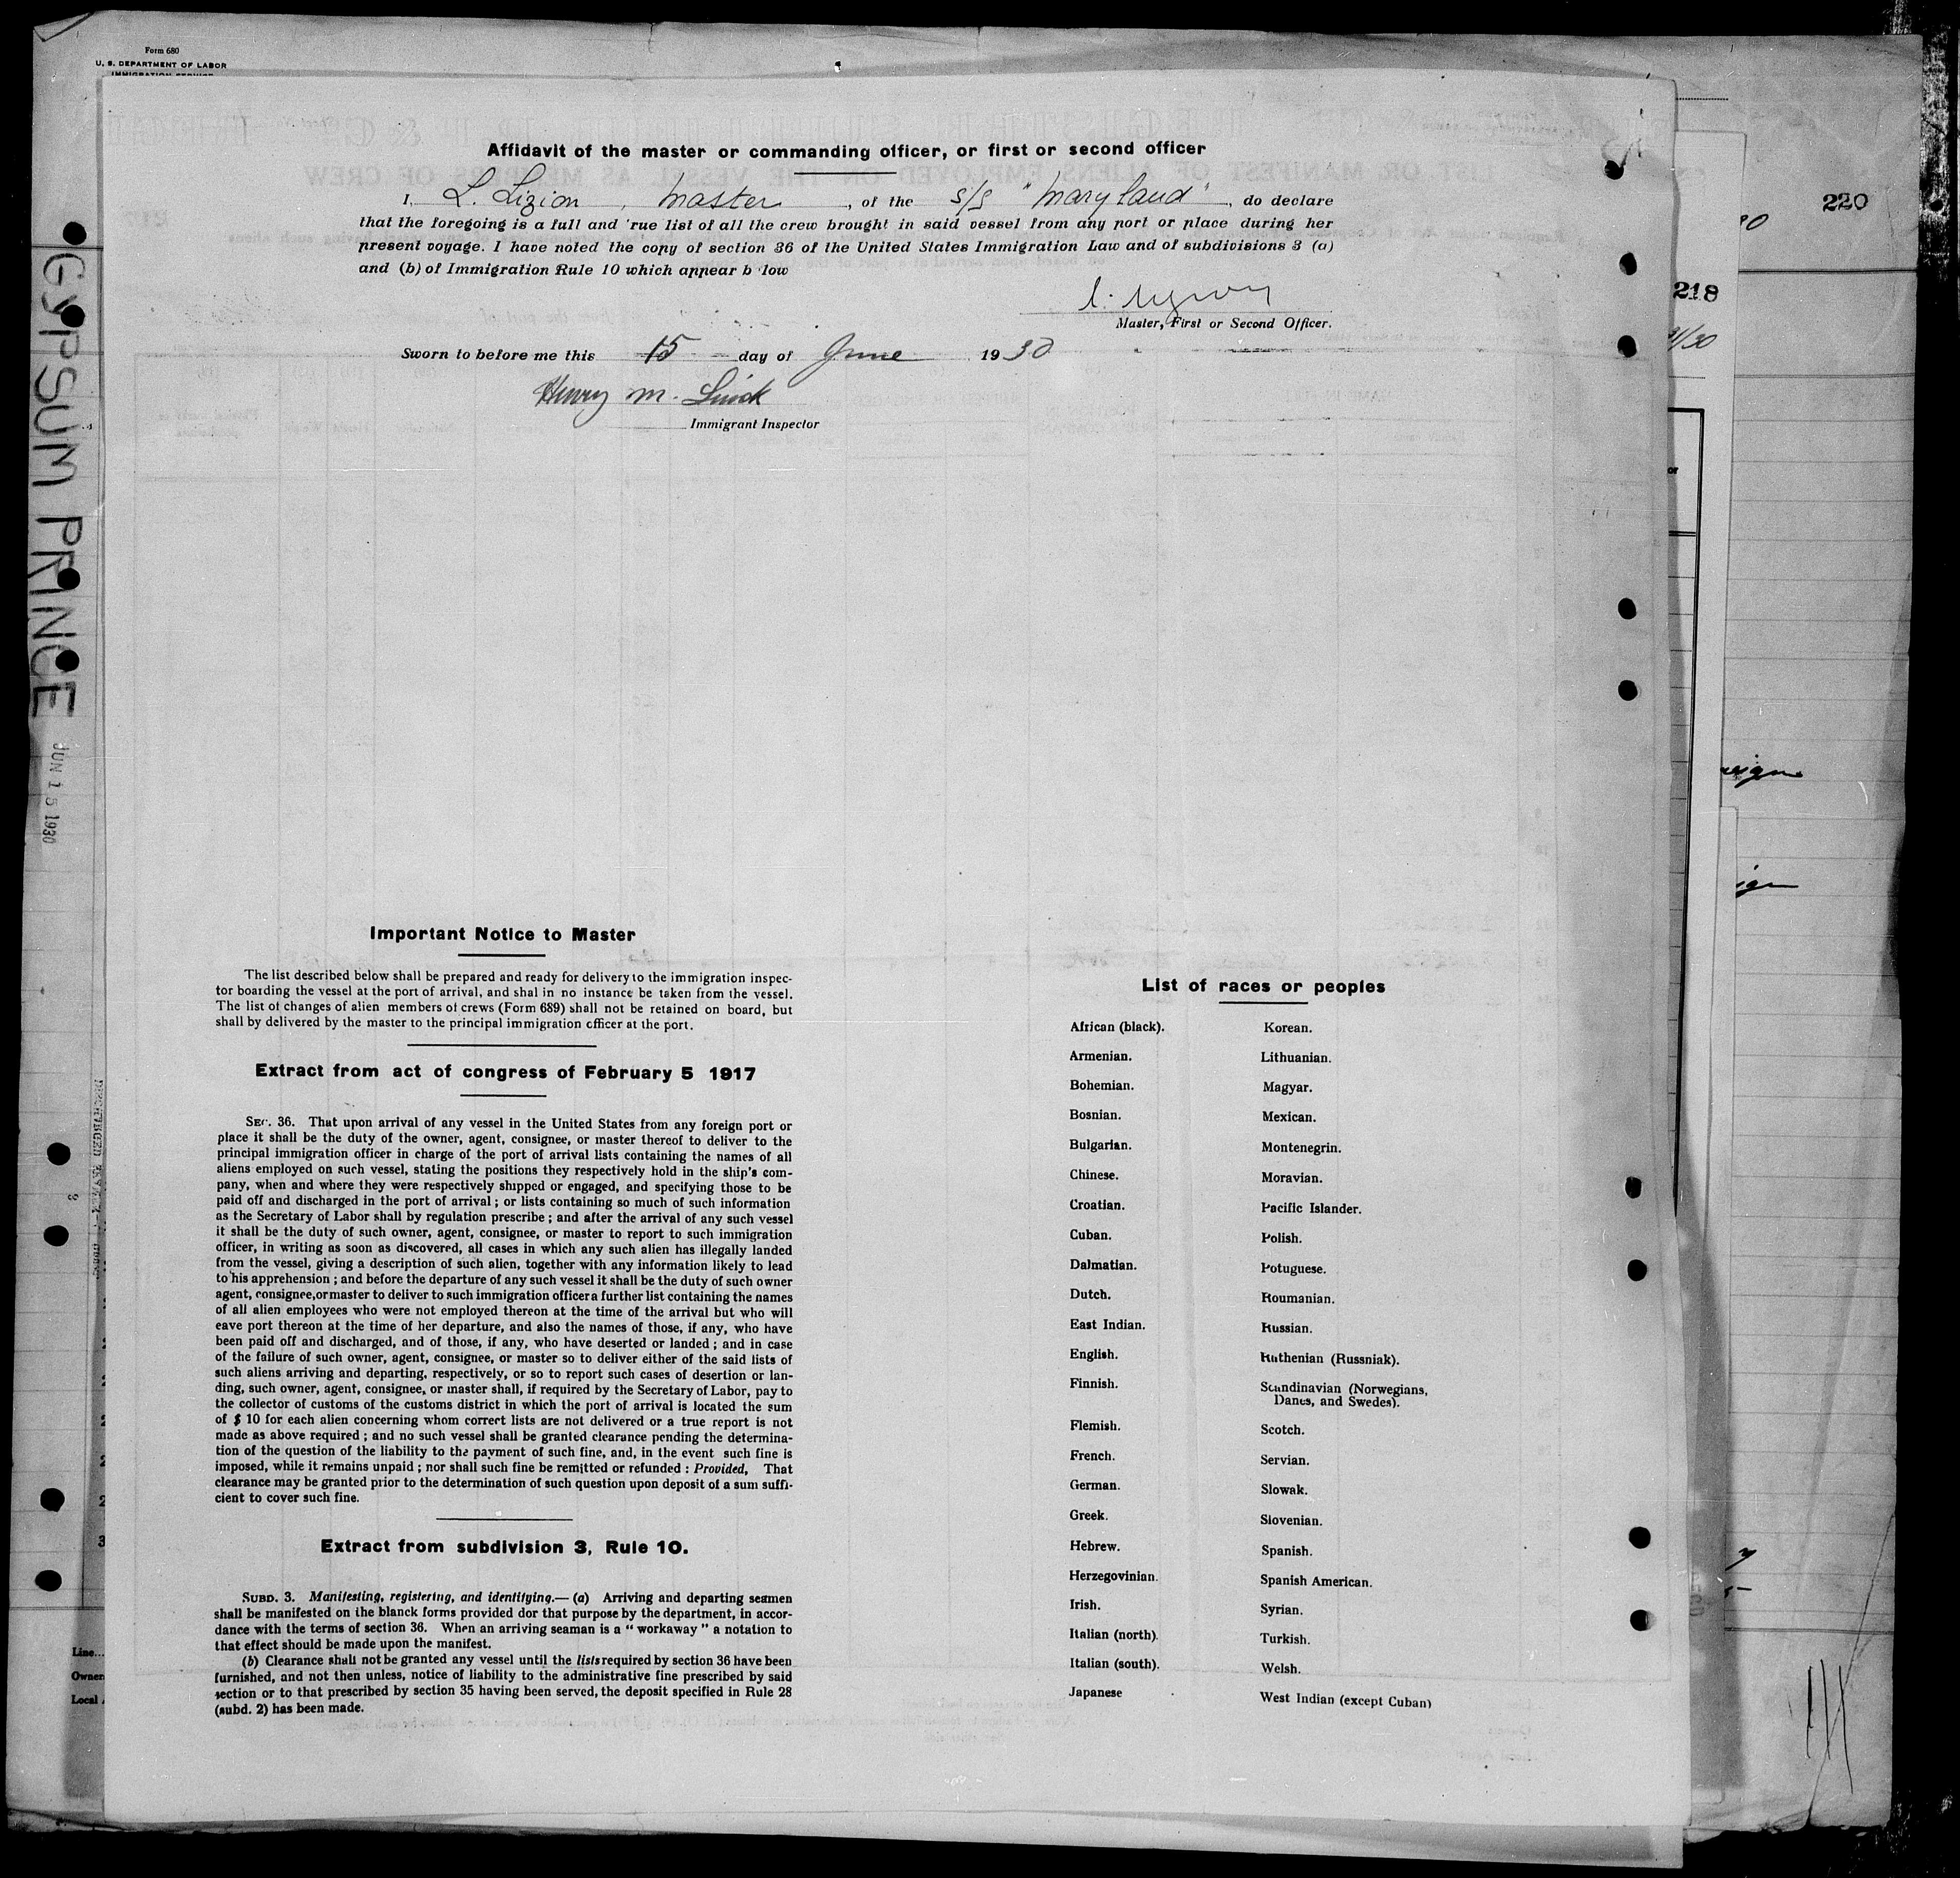 Form 680
U. S. DEPARTMENT OF LABOR
IMMIGRATION SERVICE
220
218
GYPSUM PRINCE
JUN 15 1930
Affidavit of the master or commanding officer, or first or second officer
I, L. Lizion, Master, of the S/S "Maryland", do declare
that the foregoing is a full and 'rue list of all the crew brought in said vessel from any port or place during her
present voyage. I have noted the copy of section 36 of the United States Immigration Law and of subdivisions 3 (a)
and (b) of Immigration Rule 10 which appear b low
Master, First or Second Officer.
Sworn to before me this 15 day of June 1930
Henry M.
Immigrant Inspector
Important Notice to Master
The list described below shall be prepared and ready for delivery to the immigration inspec-
tor boarding the vessel at the port of arrival, and shal in no instance be taken from the vessel.
The list of changes of alien members of crews (Form 689) shall not be retained on board, but
shall by delivered by the master to the principal immigration officer at the port.
Extract from act of congress of February 5 1917
SEC. 36. That upon arrival of any vessel in the United States from any foreign port or
place it shall be the duty of the owner, agent, consignee, or master thereof to deliver to the
principal immigration officer in charge of the port of arrival lists containing the names of all
aliens employed on such vessel, stating the positions they respectively hold in the ship's com-
pany, when and where they were respectively shipped or engaged, and specifying those to be
paid off and discharged in the port of arrival ; or lists containing so much of such information
as the Secretary of Labor shall by regulation prescribe ; and after the arrival of any such vessel
it shall be the duty of such owner, agent, consignee, or master to report to such immigration
officer, in writing as soon as discovered, all cases in which any such alien has illegally landed
from the vessel, giving a description of such alien, together with any information likely to lead
to his apprehension ; and before the departure of any such vessel it shall be the duty of such owner
agent, consignee, or master to deliver to such immigration officer a further list containing the names
of all alien employees who were not employed thereon at the time of the arrival but who will
eave port thereon at the time of her departure, and also the names of those, if any, who have
been paid off and discharged, and of those, if any, who have deserted or landed ; and in case
of the failure of such owner, agent, consignee, or master so to deliver either of the said lists of
such aliens arriving and departing, respectively, or so to report such cases of desertion or lan-
ding, such owner, agent, consignee, or master shall, if required by the Secretary of Labor, pay to
the collector of customs of the customs district in which the port of arrival is located the sum
of $ 10 for each alien concerning whom correct lists are not delivered or a true report is not
made as above required ; and no such vessel shall be granted clearance pending the determina-
tion of the question of the liability to the payment of such fine, and, in the event such fine is
imposed, while it remains unpaid ; nor shall such fine be remitted or refunded : Provided, That
clearance may be granted prior to the determination of such question upon deposit of a sum suffi-
cient to cover such fine.
Extract from subdivision 3, Rule 10.
SUBD. 3. Manifesting, registering, and identifying.— (a) Arriving and departing seamen
shall be manifested on the blanck forms provided dor that purpose by the department, in accor-
dance with the terms of section 36. When an arriving seaman is a " workaway " a notation to
that effect should be made upon the manifest.
(b) Clearance shall not be granted any vessel until the lists required by section 36 have been
furnished, and not then unless, notice of liability to the administrative fine prescribed by said
section or to that prescribed by section 35 having been served, the deposit specified in Rule 28
(subd. 2) has been made.
List of races or peoples
African (black).
Armenian.
Bohemian.
Bosnian.
Bulgarian.
Chinese.
Croatian.
Cuban.
Dalmatian.
Dutch.
East Indian.
English.
Finnish.
Flemish.
French.
German.
Greek.
Hebrew.
Herzegovinian.
Irish.
Italian (north).
Italian (south).
Japanese
Korean.
Lithuanian.
Magyar.
Mexican.
Montenegrin.
Moravian.
Pacific Islander.
Polish.
Potuguese.
Roumanian.
Russian.
Ruthenian (Russniak).
Scandinavian (Norwegians,
Danes, and Swedes).
Scotch.
Servian.
Slowak.
Slovenian.
Spanish.
Spanish American.
Syrian.
Turkish.
Welsh.
West Indian (except Cuban)
Line
Owner
Local